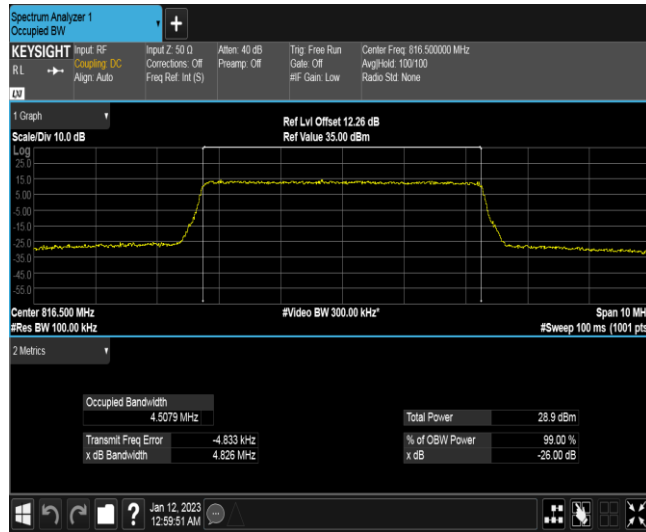 Spectrum Analyzer 1
Occupied BW
+
KEYSIGHT Input: RF Input Z: 50 Ω Atten: 40 dB Trig: Free Run Center Freq: 816.500000 MHz
RL Coupling: DC Corrections: Off Preamp: Off Gate: Off Avg|Hold: 100/100
Align: Auto Freq Ref: Int (S) #IF Gain: Low Radio Std: None
LXI
1 Graph
Ref Lvl Offset 12.26 dB
Scale/Div 10.0 dB Ref Value 35.00 dBm
Log
25.0
15.0
5.00
-5.00
-15.0
-25.0
-35.0
-45.0
-55.0
Center 816.500 MHz #Video BW 300.00 kHz* Span 10 MH
#Res BW 100.00 kHz #Sweep 100 ms (1001 pts
2 Metrics
Occupied Bandwidth
4.5079 MHz Total Power 28.9 dBm
Transmit Freq Error -4.833 kHz % of OBW Power 99.00 %
x dB Bandwidth 4.826 MHz x dB -26.00 dB
? Jan 12, 2023
12:59:51 AM